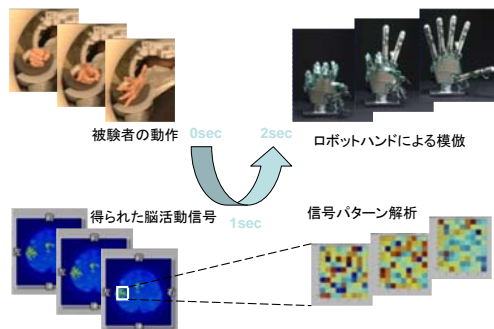 被験者の動作
0sec
2sec
ロボットハンドによる模倣
得られた脳活動信号
1sec
信号パターン解析